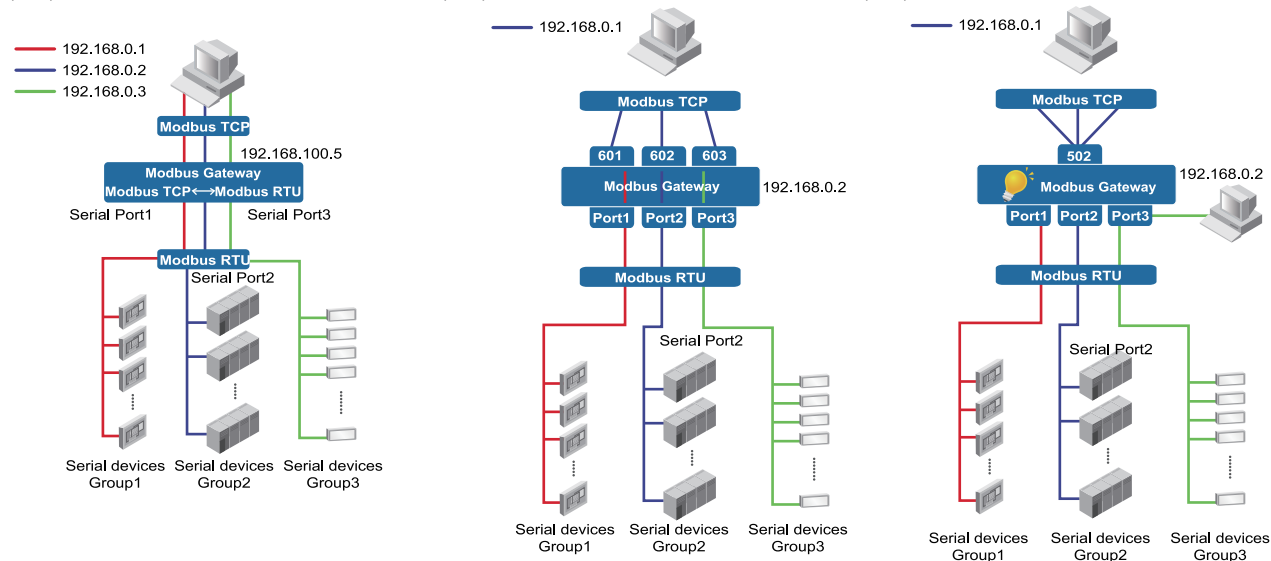 192.168.0.1
192.168.0.2
192.168.0.3
Modbus TCP
192.168.100.5
Modbus Gateway
Modbus TCP ↔ Modbus RTU
Serial Port1
Serial Port3
Modbus RTU
Serial Port2
Serial devices Group1
Serial devices Group2
Serial devices Group3
192.168.0.1
Modbus TCP
601 602 603
Modbus Gateway
192.168.0.2
Port1 Port2 Port3
Modbus RTU
Serial Port2
Serial devices Group1
Serial devices Group2
Serial devices Group3
192.168.0.1
Modbus TCP
502
Modbus Gateway
192.168.0.2
Port1 Port2 Port3
Modbus RTU
Serial Port2
Serial devices Group1
Serial devices Group2
Serial devices Group3